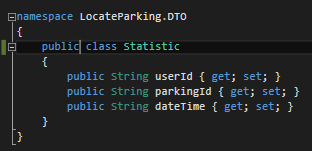 namespace LocateParking.DTO
{
public class Statistic
{
public String userId { get; set; }
public String parkingId { get; set; }
public String dateTime { get; set; }
}
}